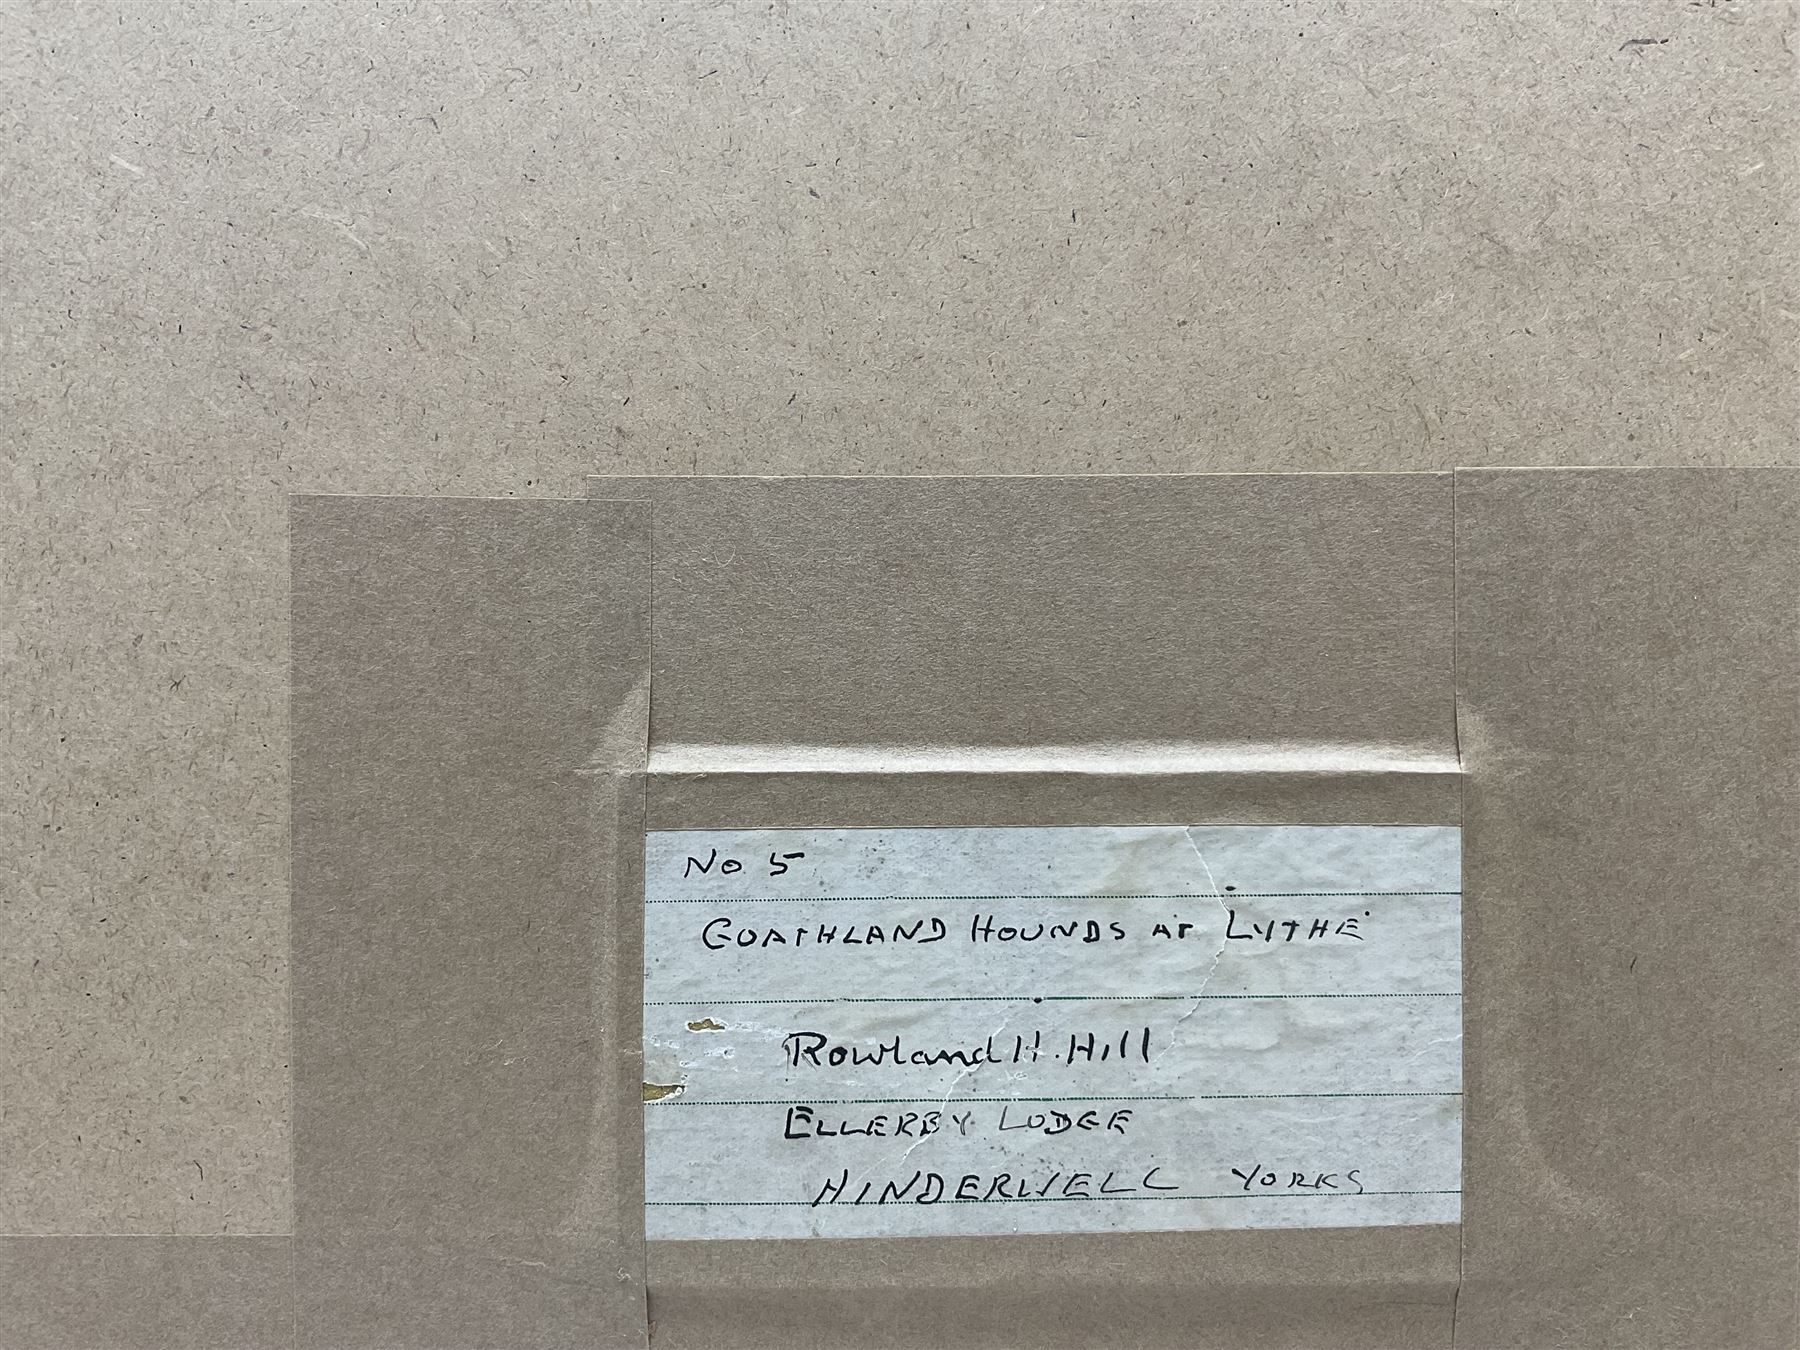 No 5
GOATHLAND HOUNDS AT LYTHE
Rowland H. Hill
ELLERBY LODGE
HINDERWELL YORKS